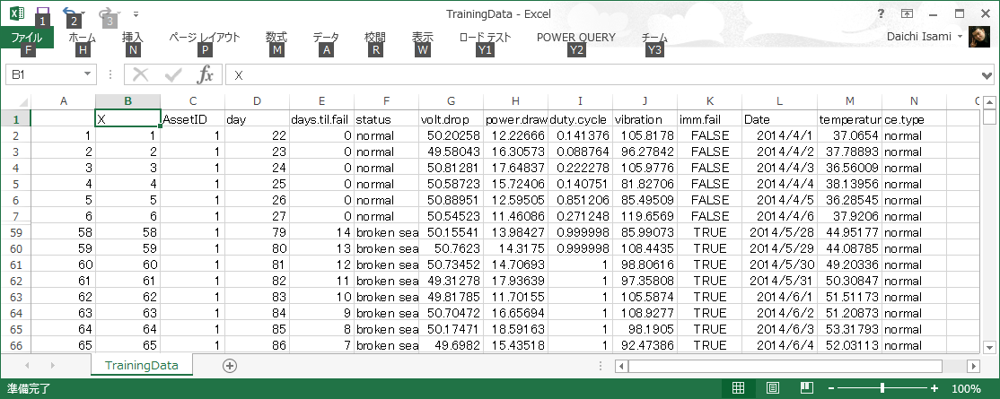 TrainingData - Excel
1 2 3
ファイル ホーム 挿入 ページ レイアウト 数式 データ 校閲 表示 ロード テスト POWER QUERY チーム Daichi Isami
F H N P M A R W Y1 Y2 Y3
B1 fx X
A B C D E F G H I J K L M N
1 X AssetID day days.til.fail status volt.drop power.draw duty.cycle vibration imm.fail Date temperatur ce.type
2 1 1 1 22 0 normal 50.20258 12.22666 0.141376 105.8178 FALSE 2014/4/1 37.0654 normal
3 2 2 1 23 0 normal 49.58043 16.30573 0.088764 96.27842 FALSE 2014/4/2 37.78893 normal
4 3 3 1 24 0 normal 50.81281 17.64837 0.222278 105.9776 FALSE 2014/4/3 36.56009 normal
5 4 4 1 25 0 normal 50.58723 15.72406 0.140751 81.82706 FALSE 2014/4/4 38.13956 normal
6 5 5 1 26 0 normal 50.88951 12.59505 0.851206 85.49509 FALSE 2014/4/5 36.28545 normal
7 6 6 1 27 0 normal 50.54523 11.46086 0.271248 119.6569 FALSE 2014/4/6 37.9206 normal
59 58 58 1 79 14 broken sea 50.15541 13.98427 0.999998 85.99073 TRUE 2014/5/28 44.95177 normal
60 59 59 1 80 13 broken sea 50.7623 14.3175 0.999998 108.4435 TRUE 2014/5/29 44.08785 normal
61 60 60 1 81 12 broken sea 50.73452 14.70693 1 98.80616 TRUE 2014/5/30 49.20336 normal
62 61 61 1 82 11 broken sea 49.31278 17.93639 1 97.35808 TRUE 2014/5/31 50.30847 normal
63 62 62 1 83 10 broken sea 49.81785 11.70155 1 105.5874 TRUE 2014/6/1 51.51173 normal
64 63 63 1 84 9 broken sea 50.70472 16.65694 1 108.9277 TRUE 2014/6/2 51.20873 normal
65 64 64 1 85 8 broken sea 50.17471 18.59163 1 98.1905 TRUE 2014/6/3 53.31793 normal
66 65 65 1 86 7 broken sea 49.6982 15.43518 1 92.47386 TRUE 2014/6/4 52.03113 normal
TrainingData
準備完了 100%